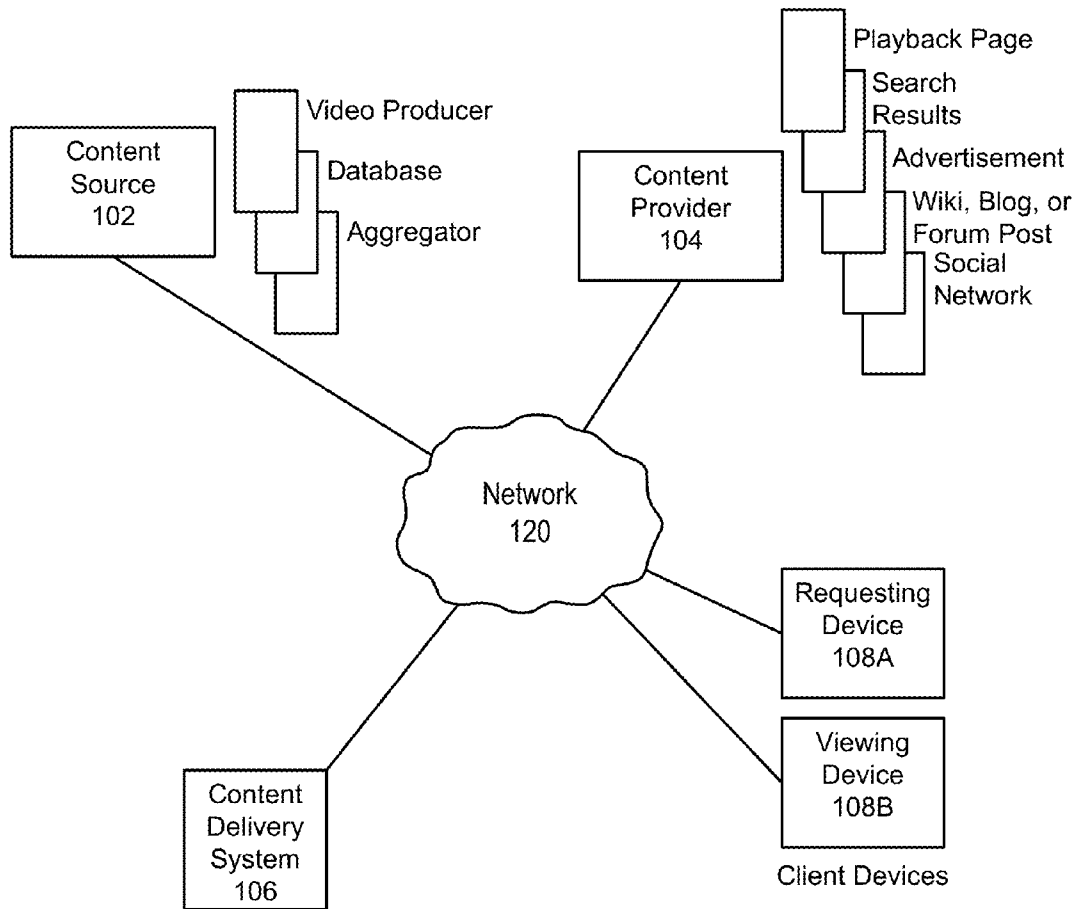 Content
Source
102
Video Producer
Database
Aggregator
Content
Provider
104
Playback Page
Search
Results
Advertisement
Wiki, Blog, or
Forum Post
Social
Network
Network
120
Requesting
Device
108A
Viewing
Device
108B
Client Devices
Content
Delivery
System
106